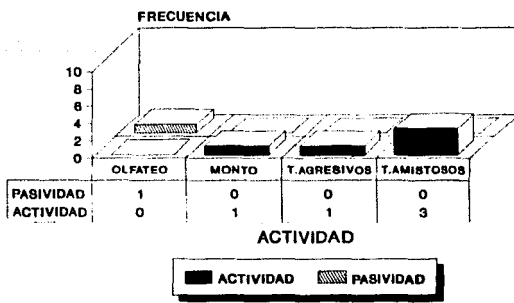 FRECUENCIA
10
8
6
4
2
0
OLFATEO MONTO T.AGRESIVOS T.AMISTOSOS
PASIVIDAD 1 0 0 0
ACTIVIDAD 0 1 1 3
ACTIVIDAD
ACTIVIDAD PASIVIDAD